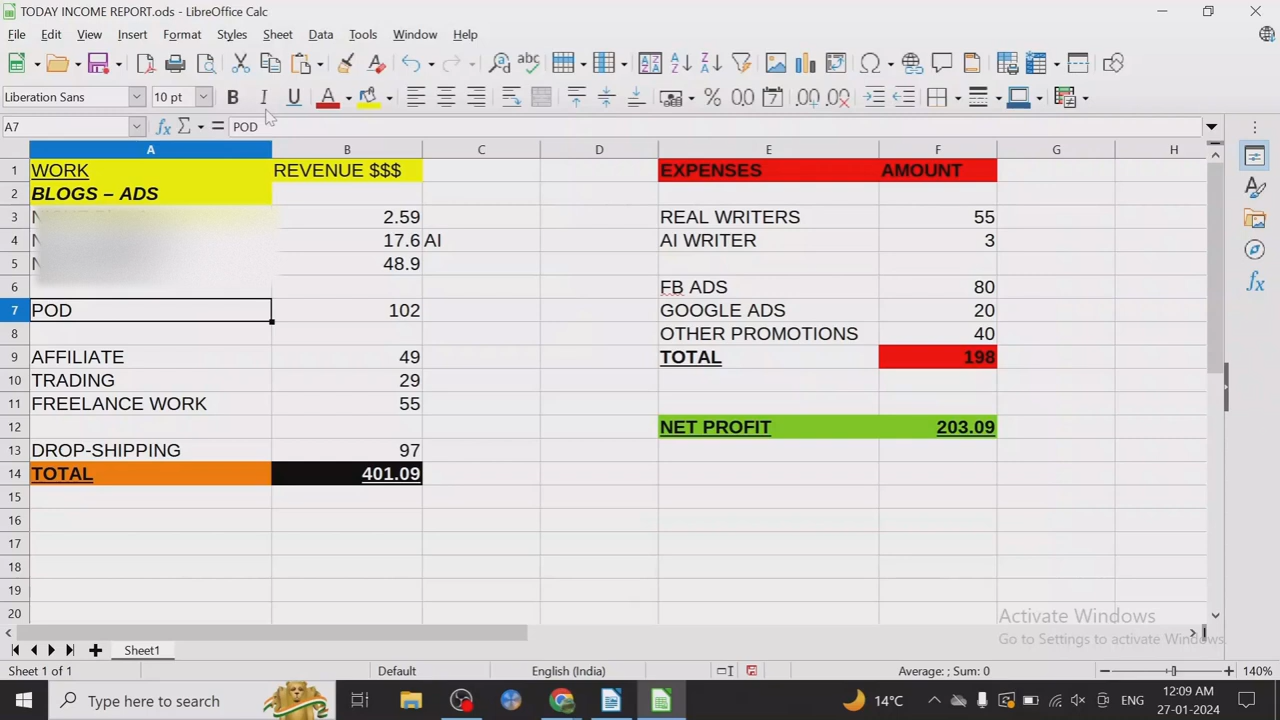 TODAY INCOME REPORT.ods - LibreOffice Calc
File Edit View Insert Format Styles Sheet Data Tools Window Help
Liberation Sans 10 pt
A7 POD
A B C D E F G H
1 WORK REVENUE $$$ EXPENSES AMOUNT
2 BLOGS – ADS
3 2.59 REAL WRITERS 55
4 17.6 AI AI WRITER 3
5 48.9
6 FB ADS 80
7 POD 102 GOOGLE ADS 20
8 OTHER PROMOTIONS 40
9 AFFILIATE 49 TOTAL 198
10 TRADING 29
11 FREELANCE WORK 55
12 NET PROFIT 203.09
13 DROP-SHIPPING 97
14 TOTAL 401.09
15
16
17
18
19
20
Activate Windows
Go to Settings to activate Windows.
Sheet1
Sheet 1 of 1 Default English (India) Average: ; Sum: 0 140%
Type here to search 14°C ENG 12:09 AM
27-01-2024